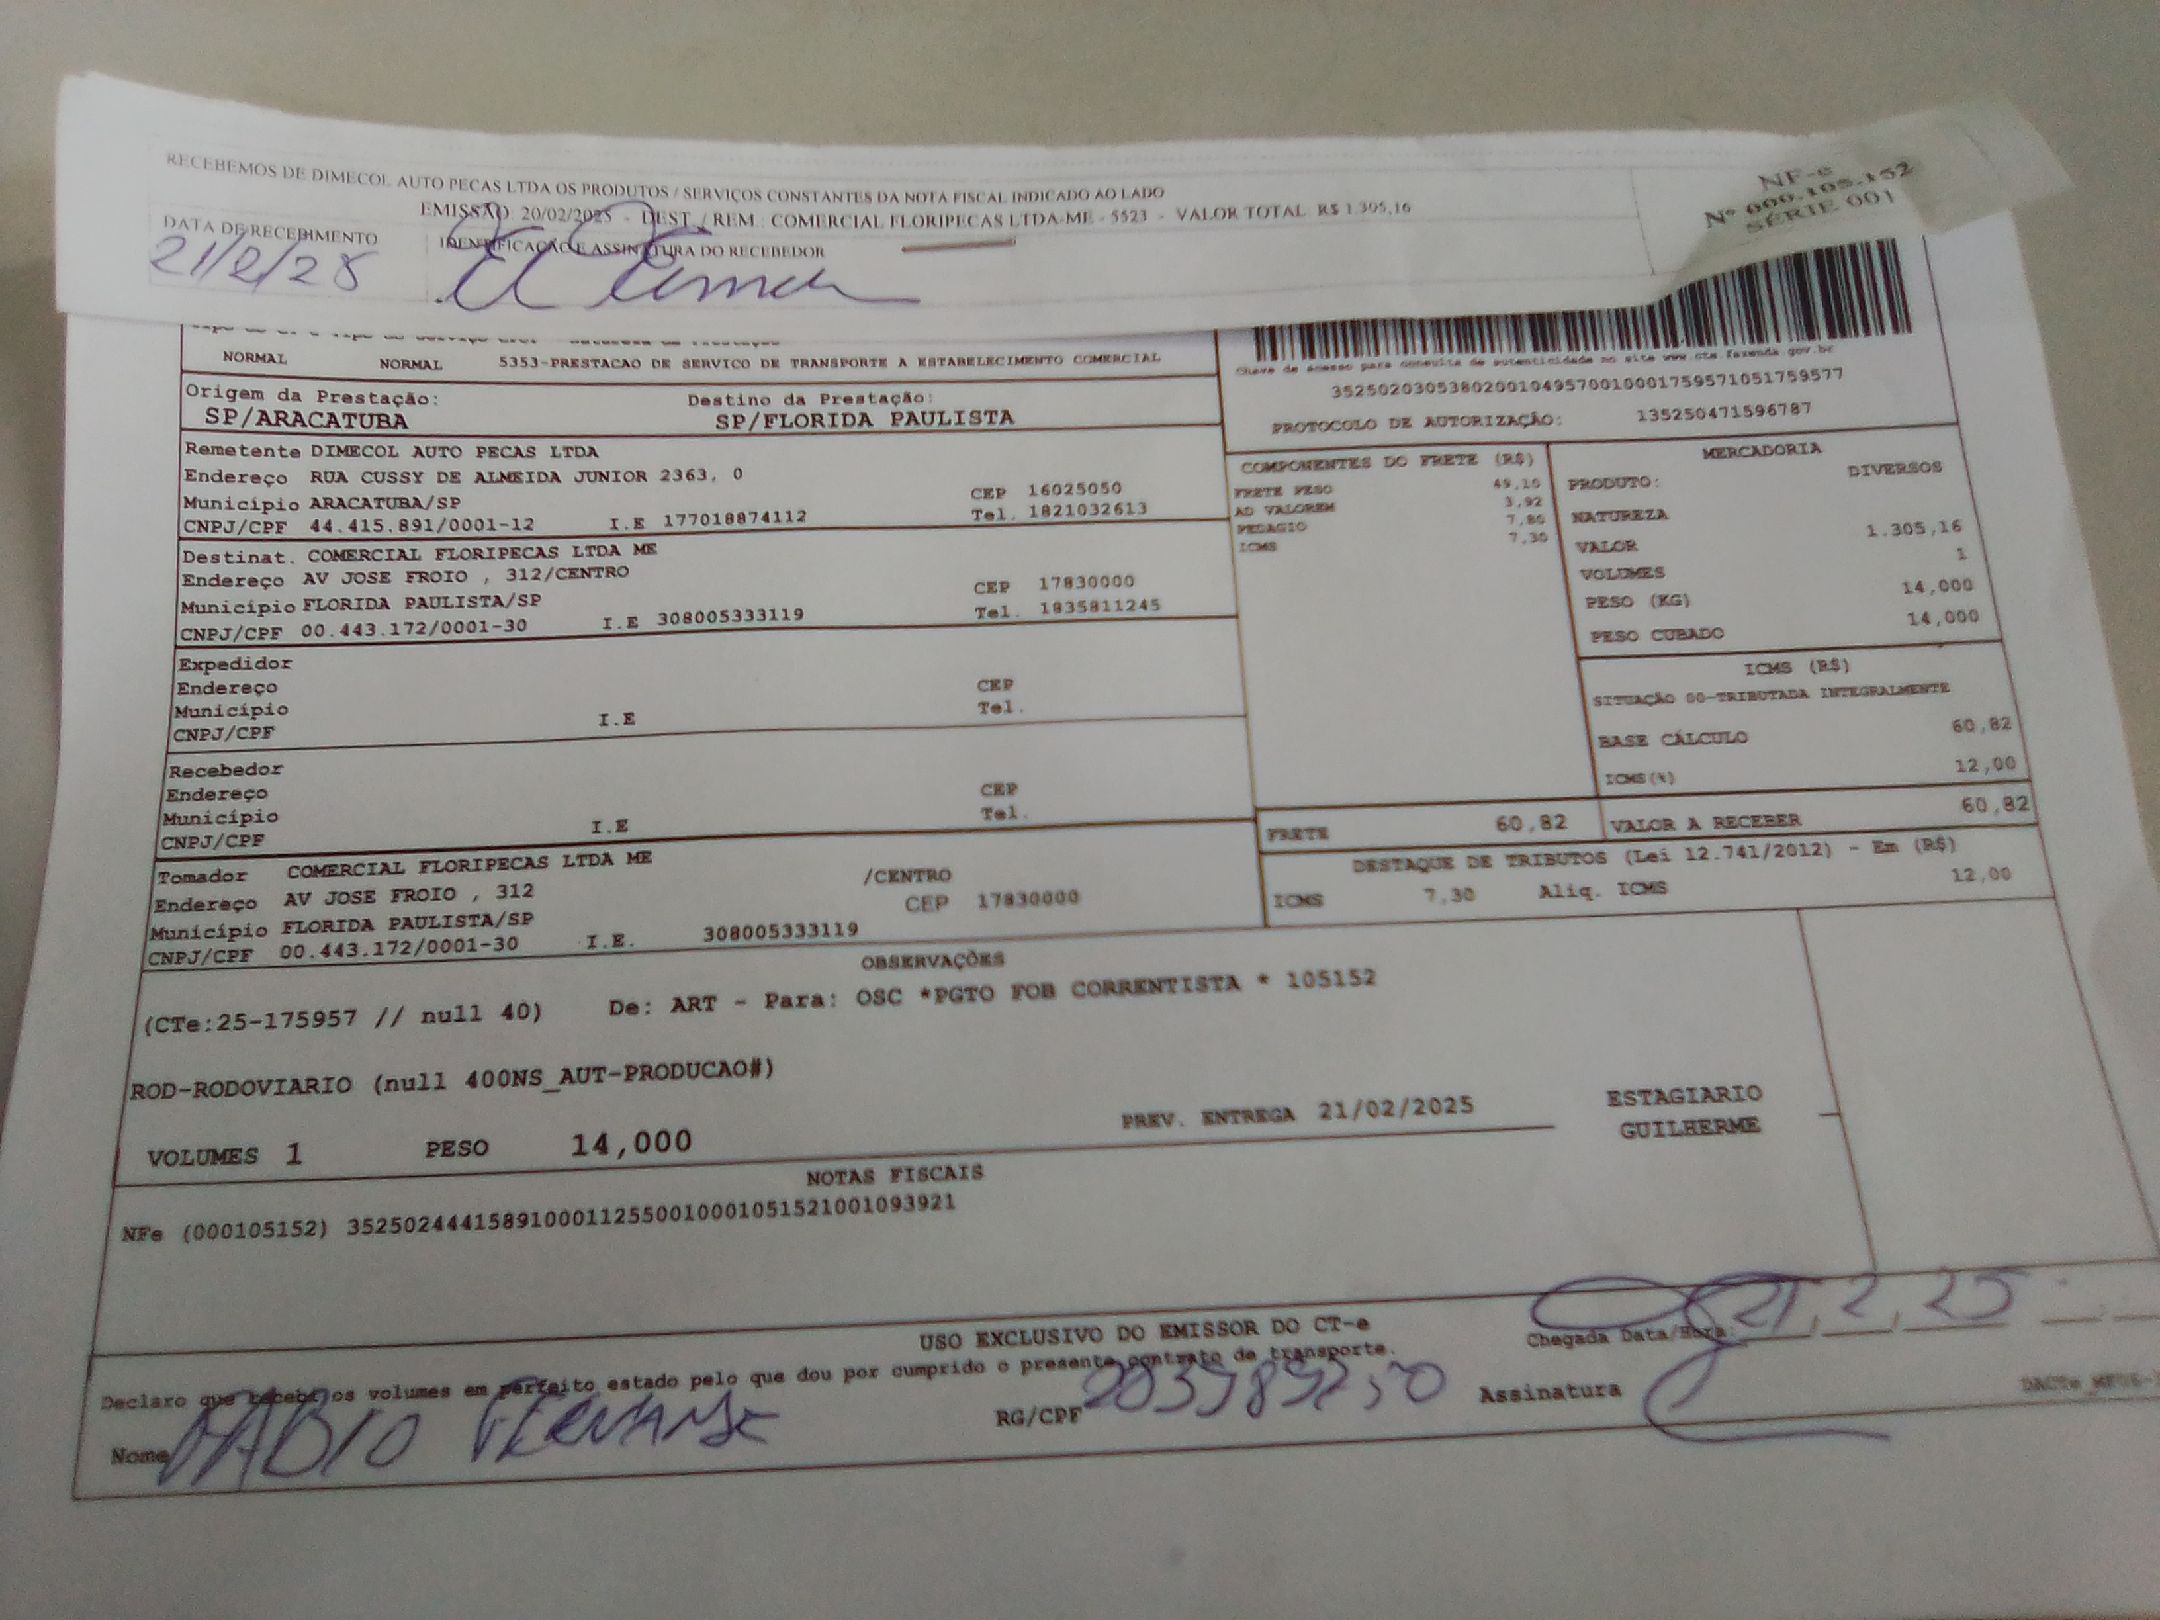 RECEBEMOS DE DIMECOL AUTO PECAS LTDA OS PRODUTOS / SERVIÇOS CONSTANTES DA NOTA FISCAL INDICADO AO LADO
EMISSÃO: 20/02/2025 - DEST. / REM.: COMERCIAL FLORIPECAS LTDA-ME - 5523 - VALOR TOTAL R$ 1.305,16
NF-e
Nº 000.105.152
SÉRIE 001
DATA DE RECEBIMENTO
IDENTIFICAÇÃO E ASSINATURA DO RECEBEDOR
21/2/25
NORMAL NORMAL 5353-PRESTACAO DE SERVICO DE TRANSPORTE A ESTABELECIMENTO COMERCIAL
Chave de acesso para consulta de autenticidade no site www.cte.fazenda.gov.br
35250203053802001049570010001759571051759577
PROTOCOLO DE AUTORIZAÇÃO: 135250471596787
Origem da Prestação: Destino da Prestação:
SP/ARACATUBA SP/FLORIDA PAULISTA
Remetente DIMECOL AUTO PECAS LTDA
Endereço RUA CUSSY DE ALMEIDA JUNIOR 2363, 0
Município ARACATUBA/SP CEP 16025050
CNPJ/CPF 44.415.891/0001-12 I.E 177018874112 Tel. 1821032613
Destinat. COMERCIAL FLORIPECAS LTDA ME
Endereço AV JOSE FROIO , 312/CENTRO
Município FLORIDA PAULISTA/SP CEP 17830000
CNPJ/CPF 00.443.172/0001-30 I.E 308005333119 Tel. 1835811245
Expedidor
Endereço CEP
Município Tel.
CNPJ/CPF I.E
Recebedor
Endereço CEP
Município Tel.
CNPJ/CPF I.E
Tomador COMERCIAL FLORIPECAS LTDA ME
Endereço AV JOSE FROIO , 312 /CENTRO
Município FLORIDA PAULISTA/SP CEP 17830000
CNPJ/CPF 00.443.172/0001-30 I.E. 308005333119
COMPONENTES DO FRETE (R$)
FRETE PESO
AD VALOREM 3,92
PEDAGIO
ICMS 7,30
MERCADORIA
PRODUTO: DIVERSOS
NATUREZA
VALOR 1.305,16
VOLUMES 1
PESO (KG) 14,000
PESO CUBADO 14,000
ICMS (R$)
SITUAÇÃO 00-TRIBUTADA INTEGRALMENTE
BASE CÁLCULO 60,82
ICMS(%) 12,00
FRETE 60,82 VALOR A RECEBER 60,82
DESTAQUE DE TRIBUTOS (Lei 12.741/2012) - Em (R$)
ICMS 7,30 Aliq. ICMS 12,00
OBSERVAÇÕES
(CTe:25-175957 // null 40) De: ART - Para: OSC *PGTO FOB CORRENTISTA * 105152
ROD-RODOVIARIO (null 400NS_AUT-PRODUCAO#)
VOLUMES 1 PESO 14,000 PREV. ENTREGA 21/02/2025
ESTAGIARIO
GUILHERME
NOTAS FISCAIS
NFe (000105152) 35250244415891000112550010001051521001093921
USO EXCLUSIVO DO EMISSOR DO CT-e
Declaro que recebi os volumes em perfeito estado pelo que dou por cumprido o presente contrato de transporte.
Chegada Data/Hora 21, 2, 25
Nome FABIO RG/CPF Assinatura